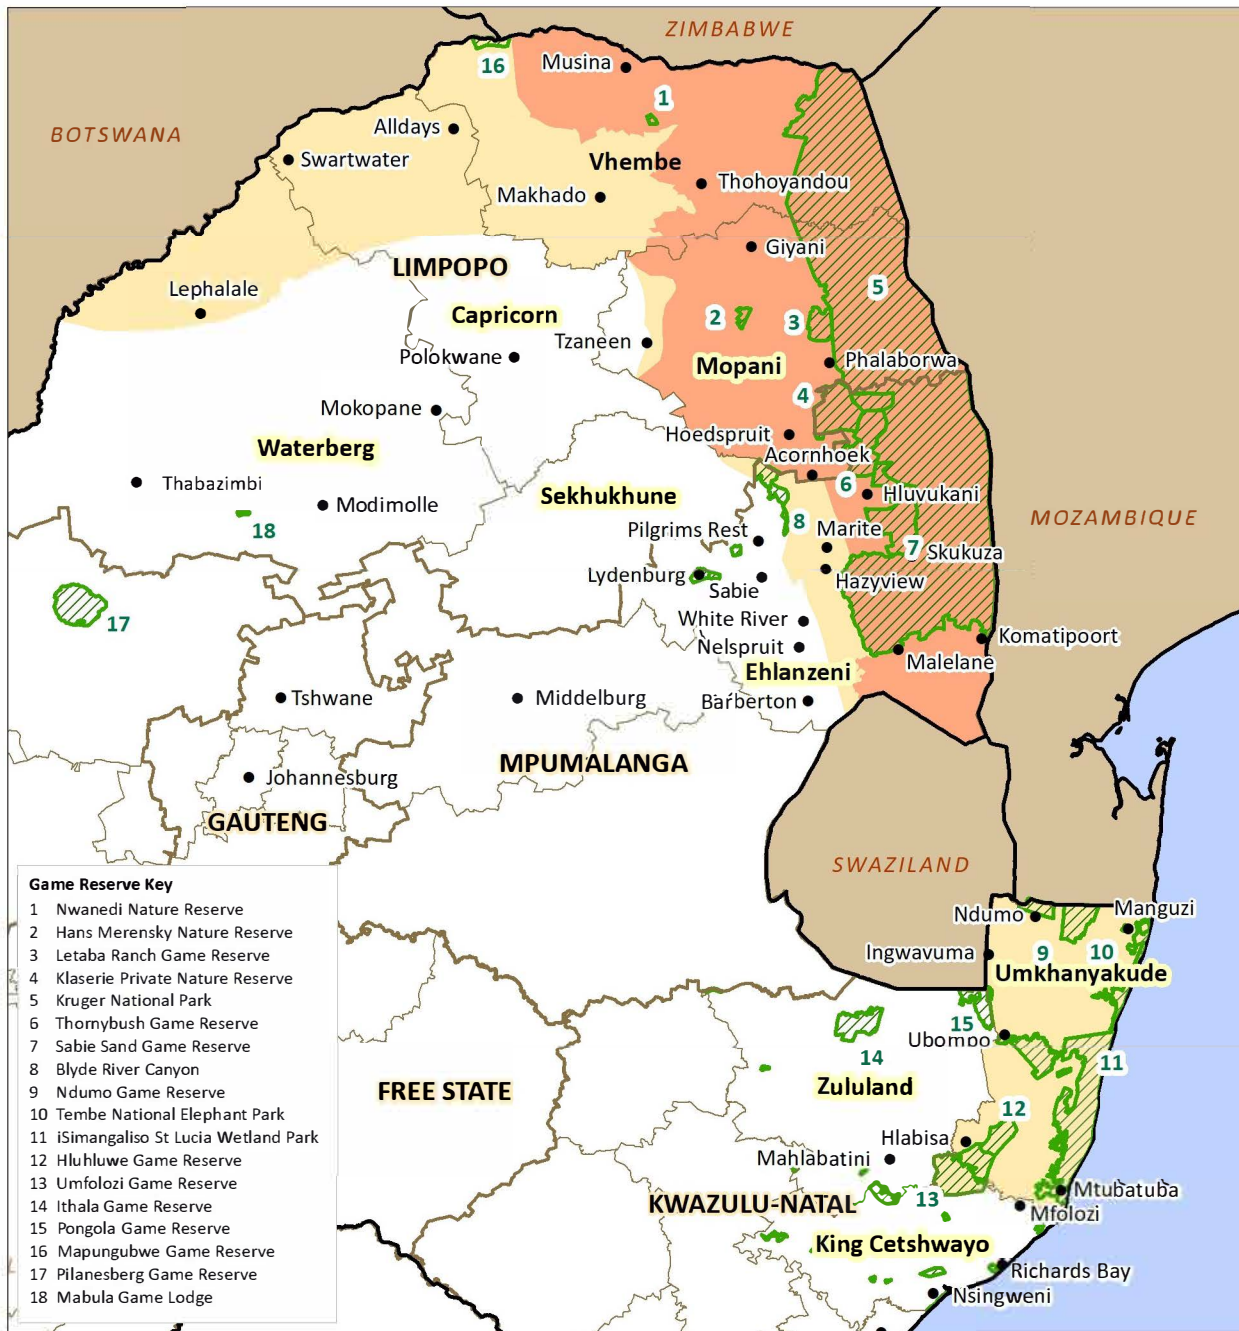 ZIMBABWE
Musina
16
1
BOTSWANA
Alldays
Swartwater
Vhembe
Thohoyandou
Makhado
Giyani
LIMPOPO
Lephalale
5
Capricorn
2
3
Tzaneen
Polokwane
Mopani
Phalaborwa
4
Mokopane
Hoedspruit
Waterberg
Acornhoek
Thabazimbi
Sekhukhune
6
Hluvukani
Modimolle
MOZAMBIQUE
18
8
Pilgrims Rest
Marite
7
Skukuza
Lydenburg
Hazyview
Sabie
17
White River
Komatipoort
Nelspruit
Malelane
Ehlanzeni
Tshwane
Middelburg
Barberton
MPUMALANGA
Johannesburg
GAUTENG
SWAZILAND
Game Reserve Key
1 Nwanedi Nature Reserve
2 Hans Merensky Nature Reserve
3 Letaba Ranch Game Reserve
4 Klaserie Private Nature Reserve
5 Kruger National Park
6 Thornybush Game Reserve
7 Sabie Sand Game Reserve
8 Blyde River Canyon
9 Ndumo Game Reserve
10 Tembe National Elephant Park
11 iSimangaliso St Lucia Wetland Park
12 Hluhluwe Game Reserve
13 Umfolozi Game Reserve
14 Ithala Game Reserve
15 Pongola Game Reserve
16 Mapungubwe Game Reserve
17 Pilanesberg Game Reserve
18 Mabula Game Lodge
Ndumo
Manguzi
Ingwavuma
9
10
Umkhanyakude
15
Ubombo
14
11
FREE STATE
Zululand
12
Hlabisa
Mahlabatini
Mtubatuba
KWAZULU-NATAL
13
Mfolozi
King Cetshwayo
Richards Bay
Nsingweni